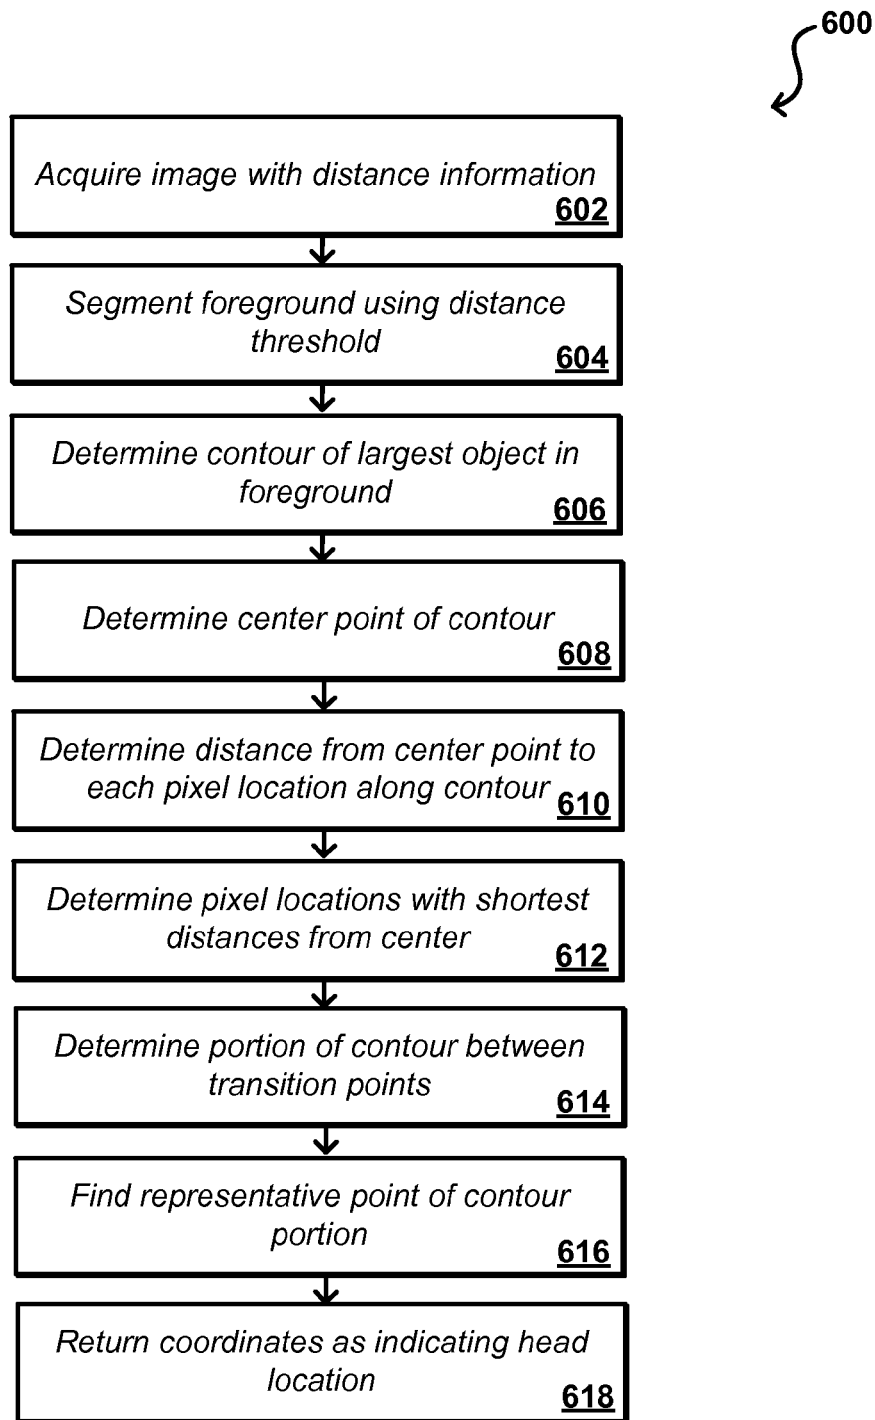 600
Acquire image with distance information
602
Segment foreground using distance
threshold
604
Determine contour of largest object in
foreground
606
Determine center point of contour
608
Determine distance from center point to
each pixel location along contour
610
Determine pixel locations with shortest
distances from center
612
Determine portion of contour between
transition points
614
Find representative point of contour
portion
616
Return coordinates as indicating head
location
618